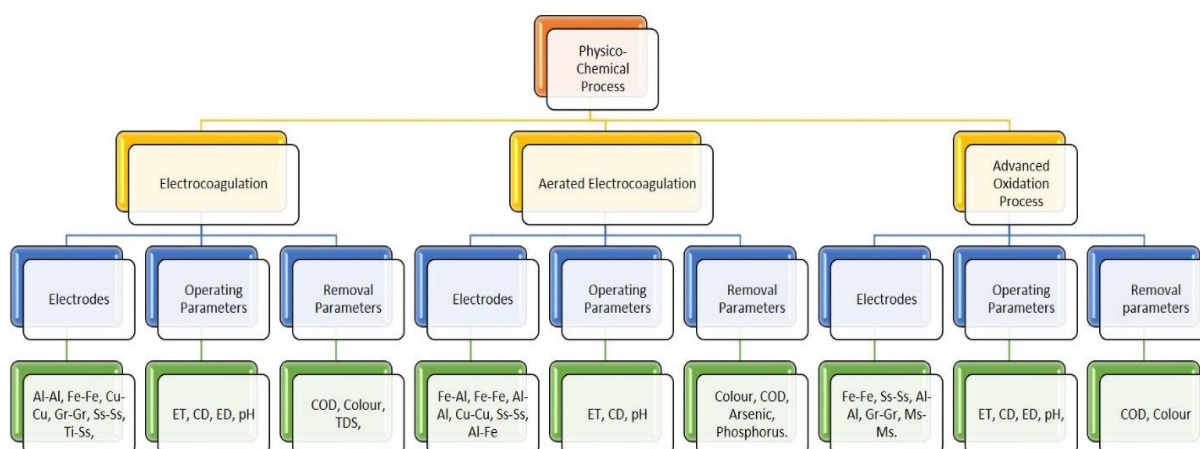 Physico-
Chemical
Process
Electrocoagulation
Aerated Electrocoagulation
Advanced
Oxidation
Process
Electrodes
Operating
Parameters
Removal
Parameters
Electrodes
Operating
Parameters
Removal
Parameters
Electrodes
Operating
Parameters
Removal
parameters
Al-Al, Fe-Fe, Cu-
Cu, Gr-Gr, Ss-Ss,
Ti-Ss,
ET, CD, ED, pH
COD, Colour,
TDS,
Fe-Al, Fe-Fe, Al-
Al, Cu-Cu, Ss-Ss,
Al-Fe
ET, CD, pH
Colour, COD,
Arsenic,
Phosphorus.
Fe-Fe, Ss-Ss, Al-
Al, Gr-Gr, Ms-
Ms.
ET, CD, ED, pH,
COD, Colour